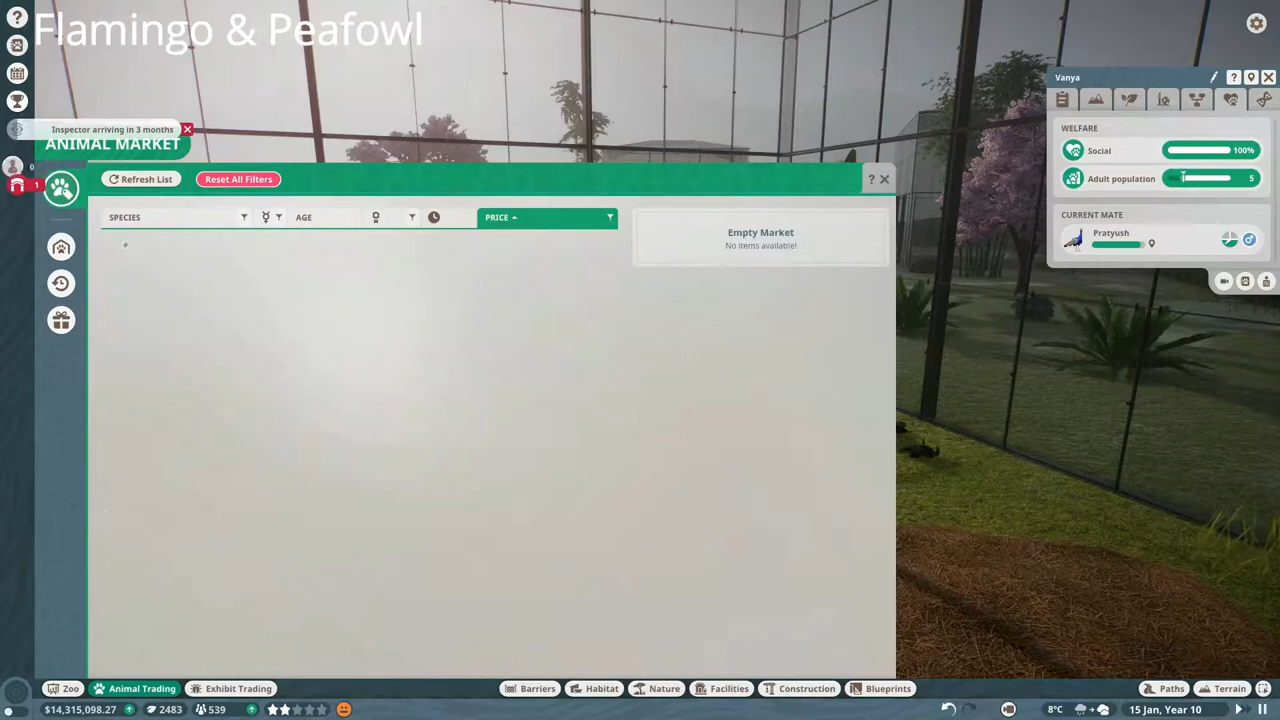 Flamingo & Peafowl
Inspector arriving in 3 months
ANIMAL MARKET
0
1
Refresh List
Reset All Filters
?
SPECIES
AGE
PRICE
Empty Market
No items available!
Vanya
?
WELFARE
Social
100%
Adult population
5
CURRENT MATE
Pratyush
Zoo
Animal Trading
Exhibit Trading
Barriers
Habitat
Nature
Facilities
Construction
Blueprints
Paths
Terrain
$14,315,098.27
2483
539
8°C
15 Jan, Year 10